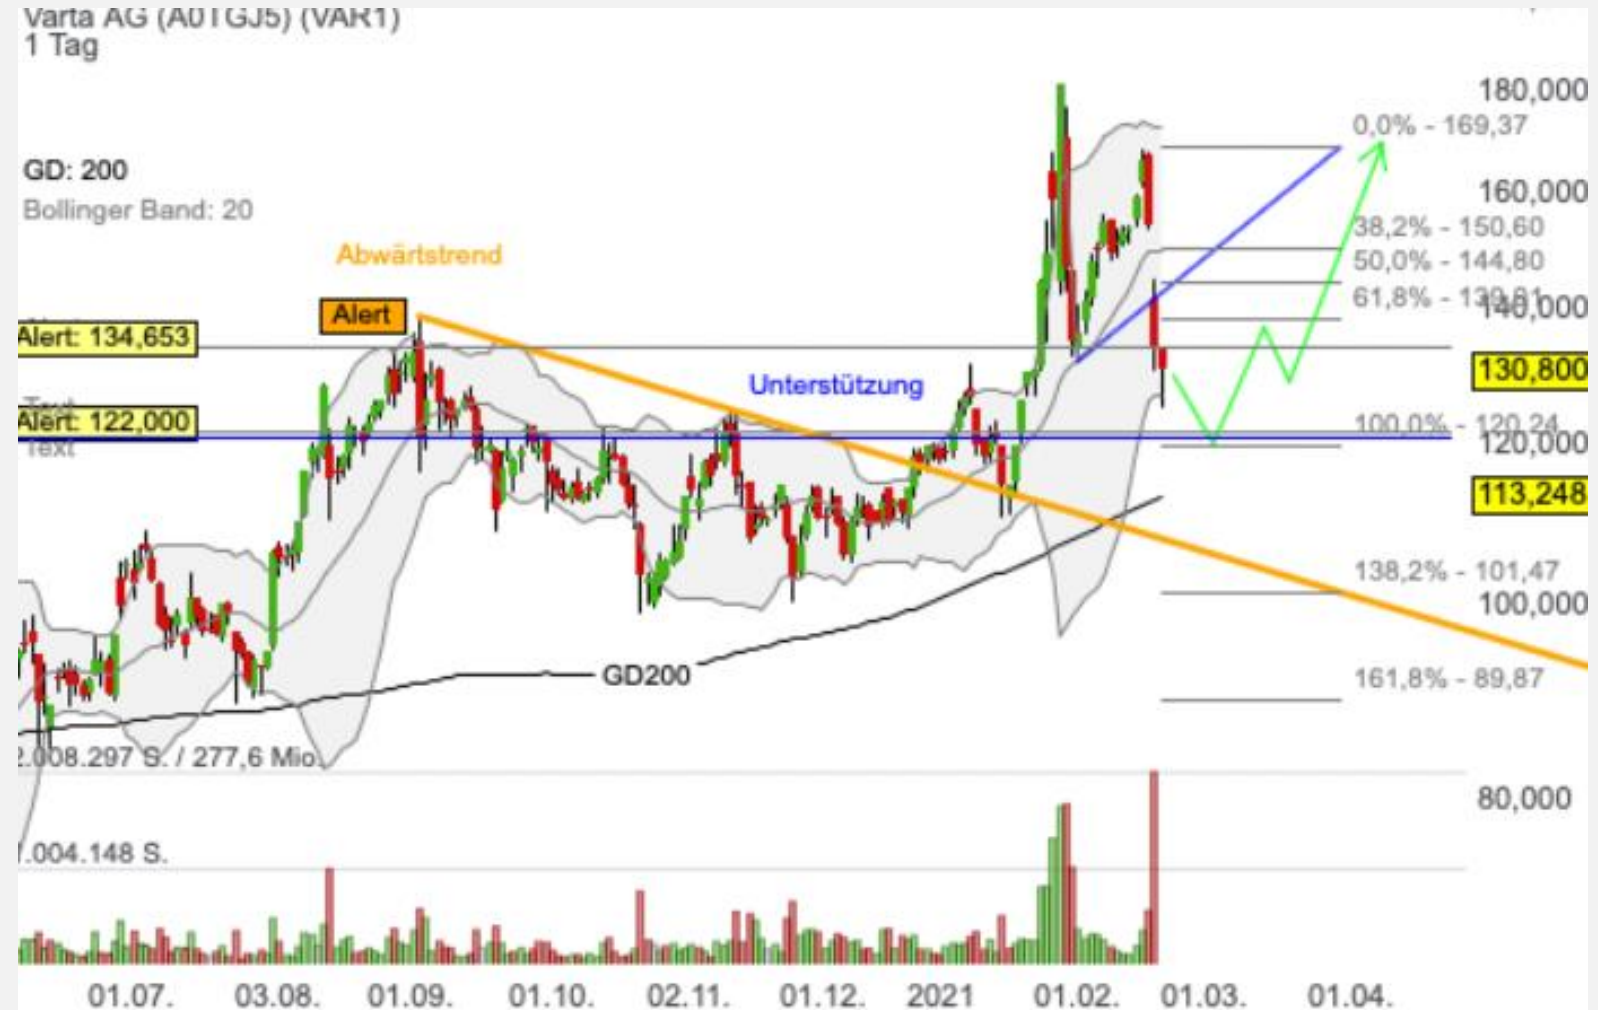 Varta AG (A0TGJ5) (VAR1)
1 Tag
180,000
0,0% - 169,37
GD: 200
160,000
Bollinger Band: 20
38,2% - 150,60
Abwärtstrend
50,0% - 144,80
61,8% -
140,000
Alert
Alert: 134,653
130,800
Unterstützung
Text
Alert: 122,000
100,0% - 120,24
120,000
Text
113,248
138,2% - 101,47
100,000
GD200
161,8% - 89,87
2.008.297 S. / 277,6 Mio.
80,000
.004.148 S.
01.07. 03.08. 01.09. 01.10. 02.11. 01.12. 2021 01.02. 01.03. 01.04.